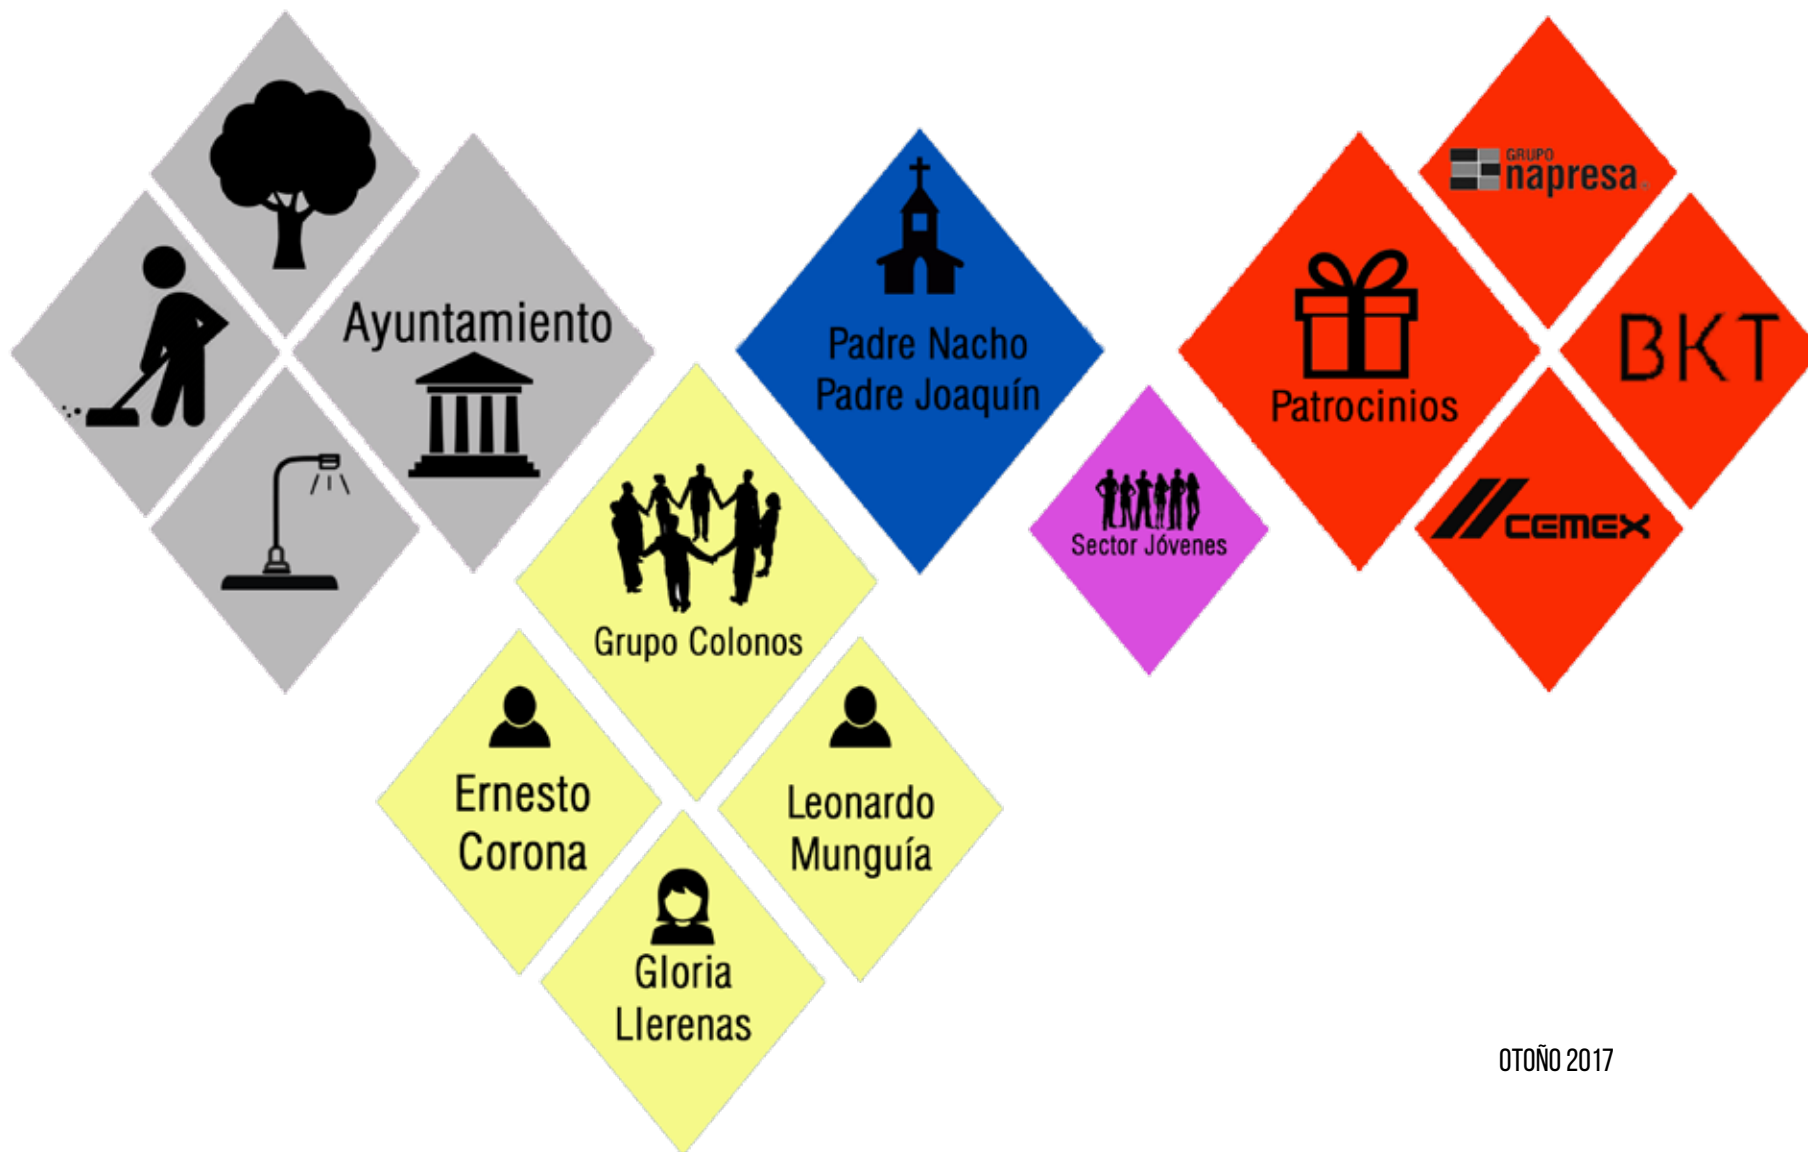 Ayuntamiento
Padre Nacho
Padre Joaquín
Grupo Colonos
Ernesto
Corona
Leonardo
Munguía
Gloria
Llerenas
Sector Jóvenes
Patrocinios
GRUPO
napresa
BKT
CEMEX
OTOÑO 2017